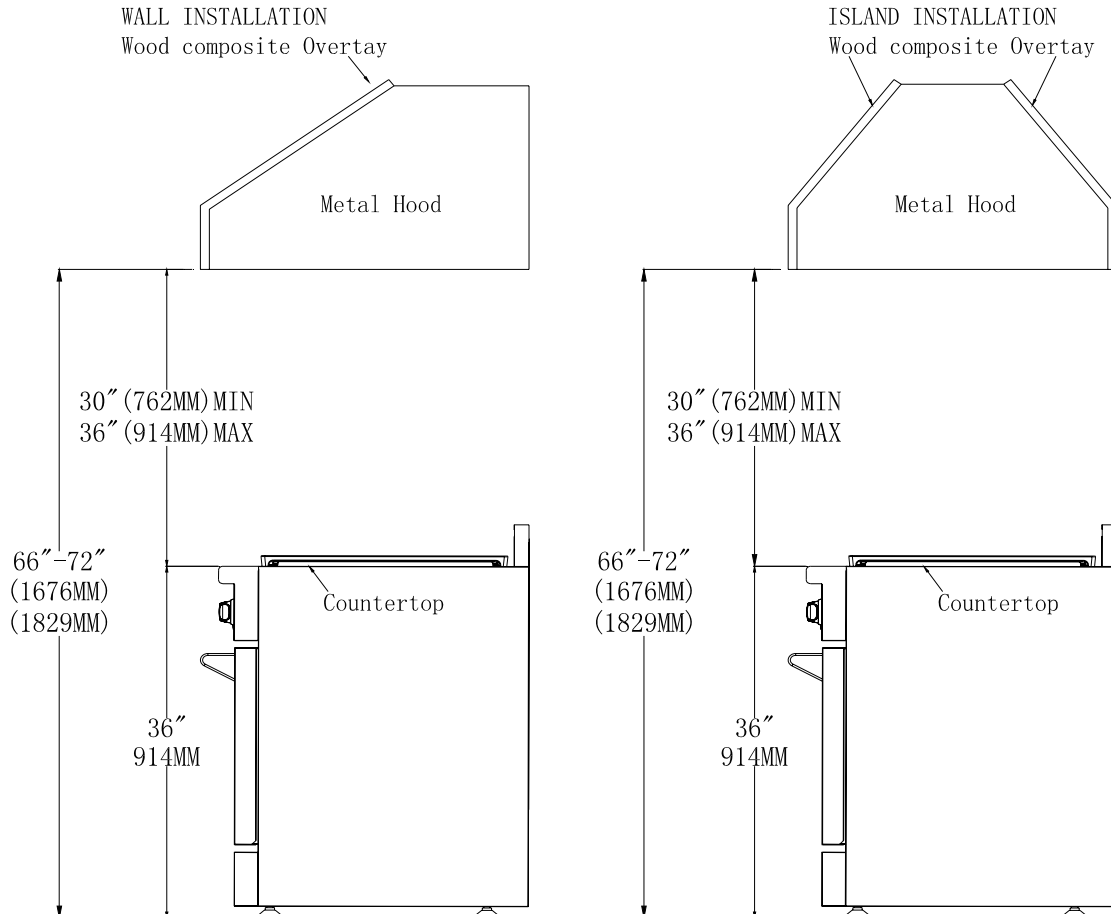 WALL INSTALLATION
Wood composite Overtay
Metal Hood
30″(762MM)MIN
36″(914MM)MAX
66″-72″
(1676MM)
(1829MM)
Countertop
36″
914MM
ISLAND INSTALLATION
Wood composite Overtay
Metal Hood
30″(762MM)MIN
36″(914MM)MAX
66″-72″
(1676MM)
(1829MM)
Countertop
36″
914MM